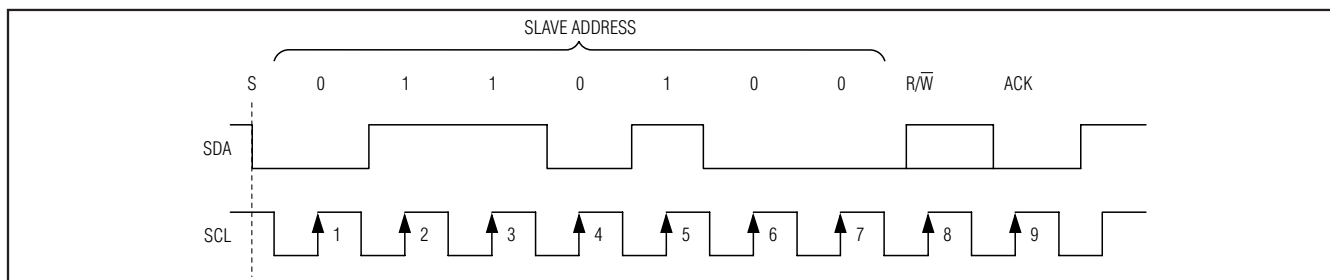 SLAVE ADDRESS
S 0 1 1 0 1 0 0 R/W̅ ACK
SDA
SCL 1 2 3 4 5 6 7 8 9